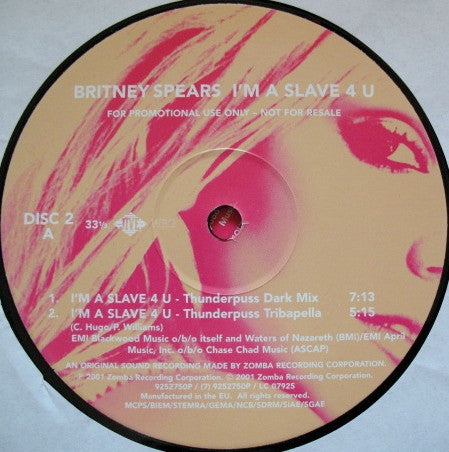 BRITNEY SPEARS I'M A SLAVE 4 U
FOR PROMOTIONAL USE ONLY – NOT FOR RESALE
DISC 2
A
33⅓
JIVE
1. I'M A SLAVE 4 U - Thunderpuss Dark Mix 7:13
2. I'M A SLAVE 4 U - Thunderpuss Tribapella 5:15
(C. Hugo/P. Williams)
EMI Blackwood Music o/b/o itself and Waters of Nazareth (BMI)/EMI April
Music, Inc. o/b/o Chase Chad Music (ASCAP)
AN ORIGINAL SOUND RECORDING MADE BY ZOMBA RECORDING CORPORATION.
℗ 2001 Zomba Recording Corporation. © 2001 Zomba Recording Corporation.
9252750P / (7) 9252750P / LC 07925
Manufactured in the EU. All rights reserved.
MCPS/BIEM/STEMRA/GEMA/NCB/SDRM/SIAE/SGAE